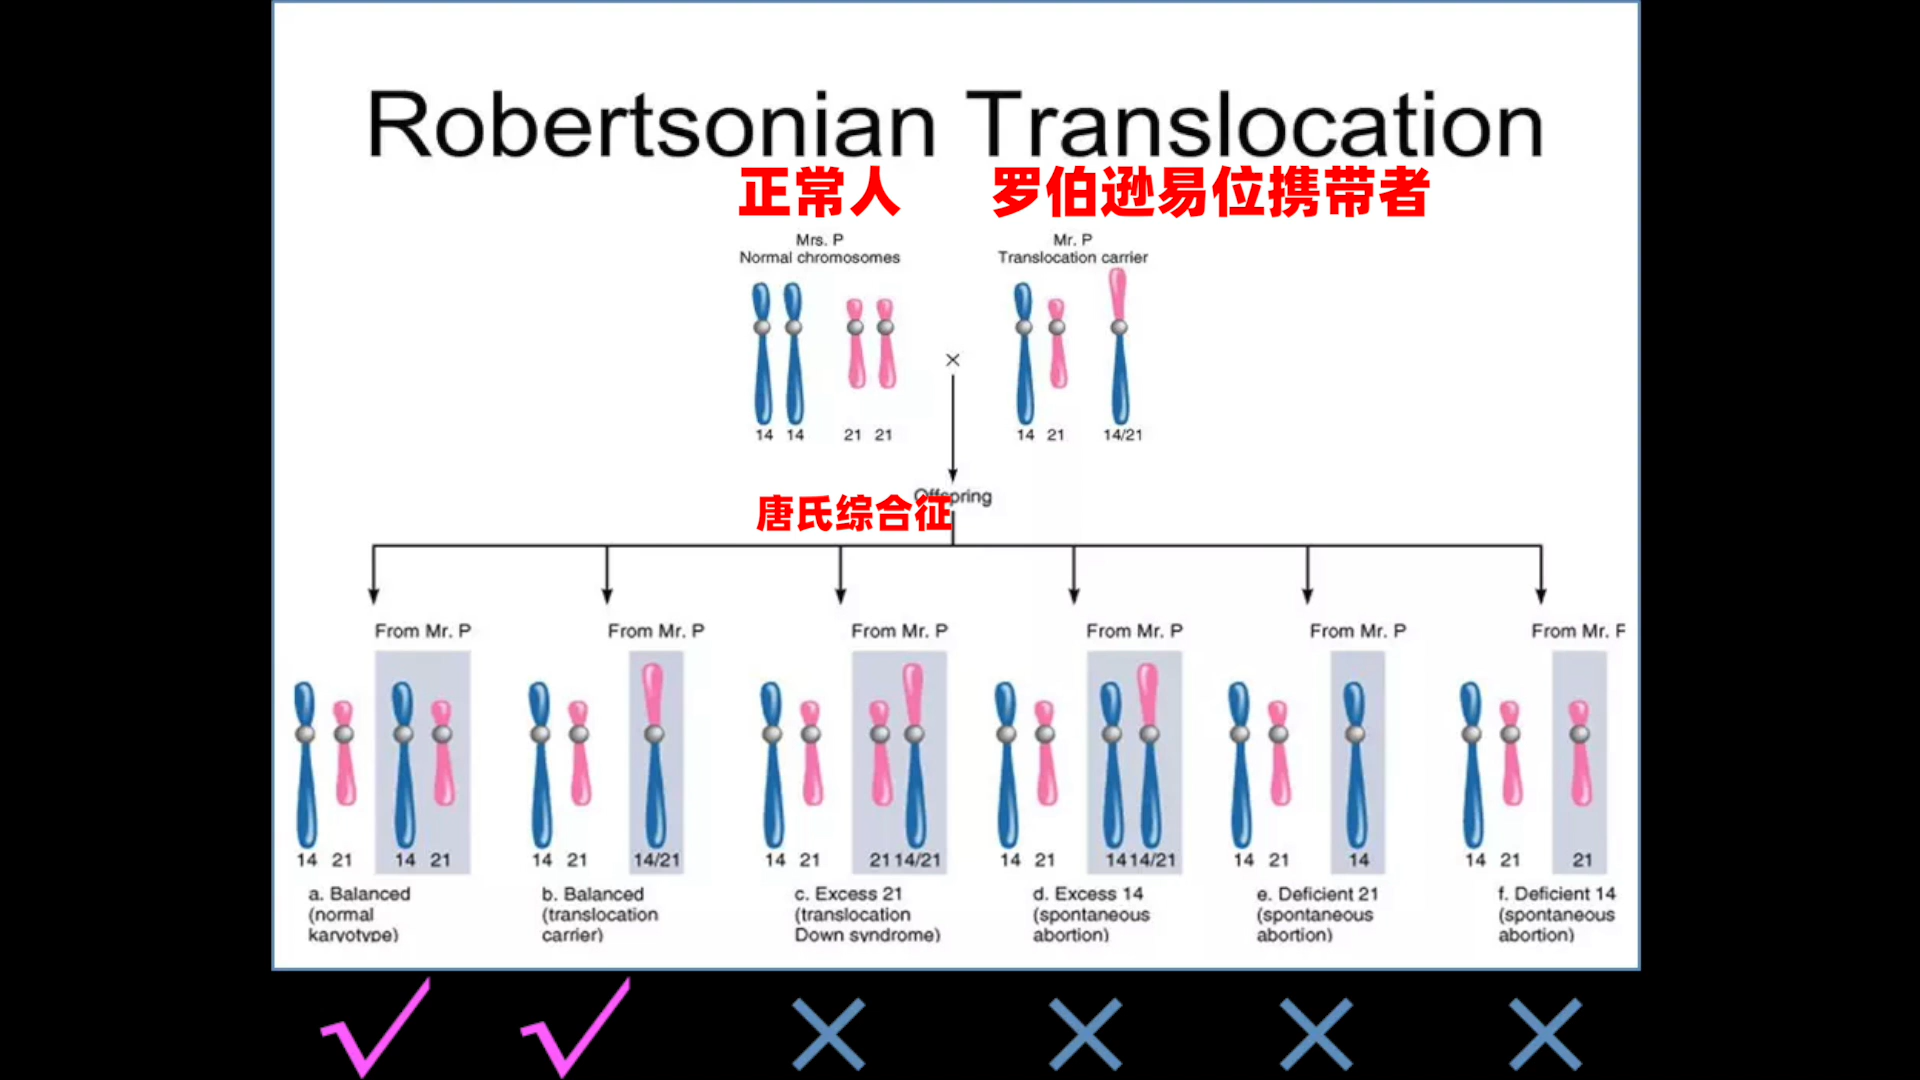 Robertsonian Translocation
正常人 罗伯逊易位携带者
Mrs. P Mr. P
Normal chromosomes Translocation carrier
×
14 14 21 21 14 21 14/21
Offspring
唐氏综合征
From Mr. P From Mr. P From Mr. P From Mr. P From Mr. P From Mr. F
14 21 14 21 14 21 14/21 14 21 21 14/21 14 21 14 14/21 14 21 14 14 21 21
a. Balanced
(normal
karyotype)
b. Balanced
(translocation
carrier)
c. Excess 21
(translocation
Down syndrome)
d. Excess 14
(spontaneous
abortion)
e. Deficient 21
(spontaneous
abortion)
f. Deficient 14
(spontaneous
abortion)